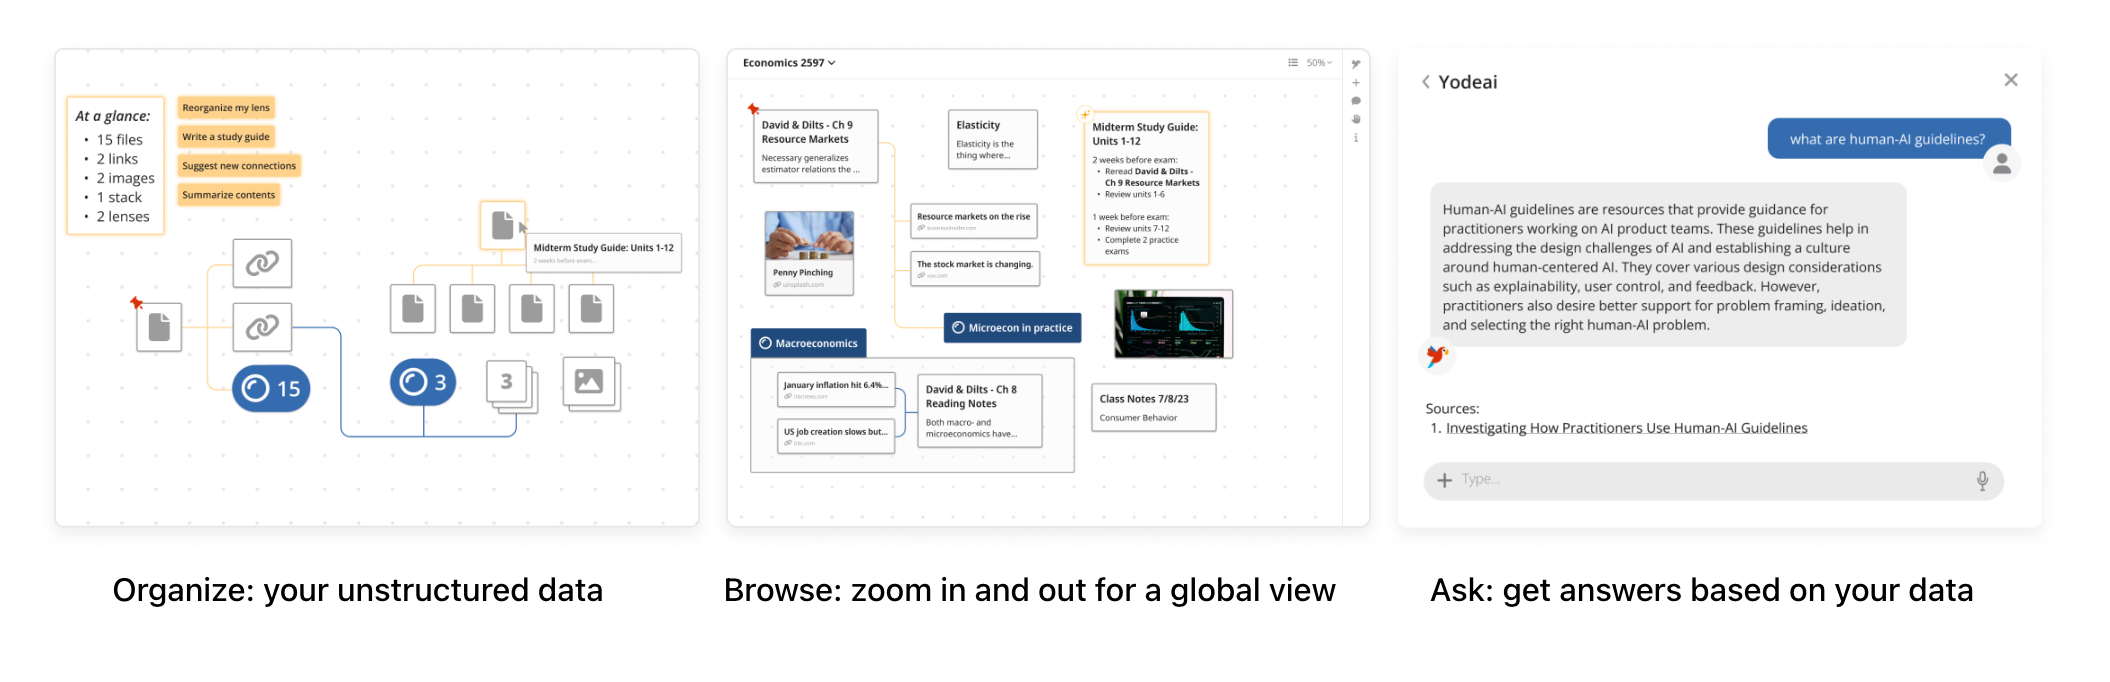 At a glance:
• 15 files
• 2 links
• 2 images
• 1 stack
• 2 lenses
Reorganize my lens
Write a study guide
Suggest new connections
Summarize contents
Midterm Study Guide: Units 1-12
2 weeks before exam...
15
3
3
Organize: your unstructured data
Economics 2597
50%
David & Dilts - Ch 9
Resource Markets
Necessary generalizes
estimator relations the ...
Elasticity
Elasticity is the
thing where...
Midterm Study Guide:
Units 1-12
2 weeks before exam:
• Reread David & Dilts -
Ch 9 Resource Markets
• Review units 1-6
1 week before exam:
• Review units 7-12
• Complete 2 practice
exams
Resource markets on the rise
businessinsider.com
The stock market is changing.
vox.com
Penny Pinching
unsplash.com
Microecon in practice
Macroeconomics
January inflation hit 6.4%...
nbcnews.com
US job creation slows but...
bbc.com
David & Dilts - Ch 8
Reading Notes
Both macro- and
microeconomics have...
Class Notes 7/8/23
Consumer Behavior
Browse: zoom in and out for a global view
Yodeai
what are human-AI guidelines?
Human-AI guidelines are resources that provide guidance for
practitioners working on AI product teams. These guidelines help in
addressing the design challenges of AI and establishing a culture
around human-centered AI. They cover various design considerations
such as explainability, user control, and feedback. However,
practitioners also desire better support for problem framing, ideation,
and selecting the right human-AI problem.
Sources:
1. Investigating How Practitioners Use Human-AI Guidelines
Type...
Ask: get answers based on your data